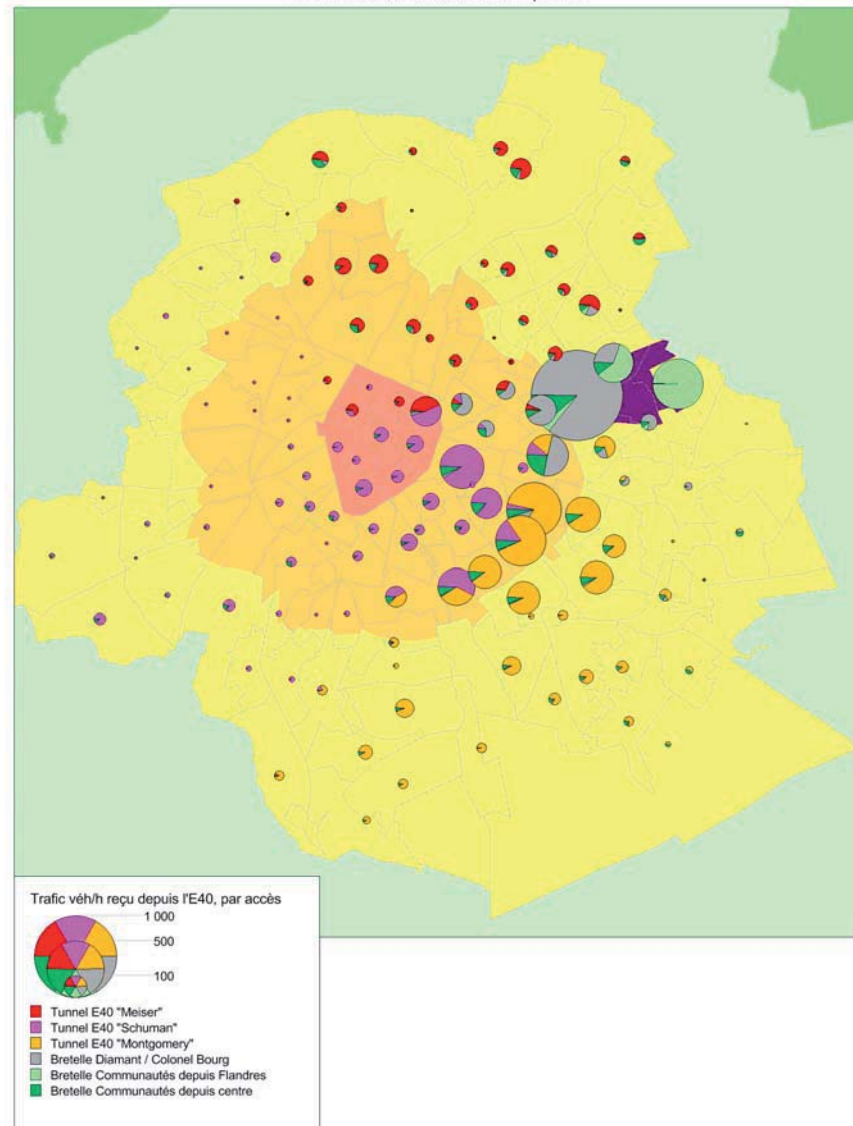 Trafic véh/h reçu depuis l'E40, par accès
1 000
500
100
Tunnel E40 "Meiser"
Tunnel E40 "Schuman"
Tunnel E40 "Montgomery"
Bretelle Diamant / Colonel Bourg
Bretelle Communautés depuis Flandres
Bretelle Communautés depuis centre